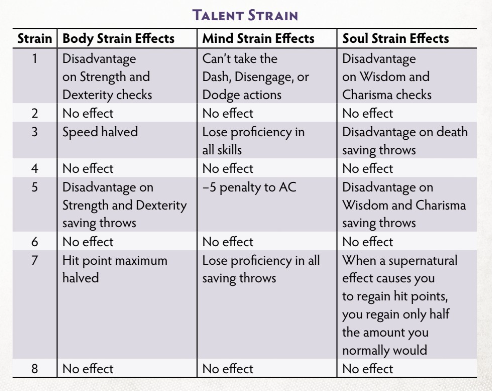 Talent Strain
Strain Body Strain Effects Mind Strain Effects Soul Strain Effects
1 Disadvantage on Strength and Dexterity checks Can't take the Dash, Disengage, or Dodge actions Disadvantage on Wisdom and Charisma checks
2 No effect No effect No effect
3 Speed halved Lose proficiency in all skills Disadvantage on death saving throws
4 No effect No effect No effect
5 Disadvantage on Strength and Dexterity saving throws –5 penalty to AC Disadvantage on Wisdom and Charisma saving throws
6 No effect No effect No effect
7 Hit point maximum halved Lose proficiency in all saving throws When a supernatural effect causes you to regain hit points, you regain only half the amount you normally would
8 No effect No effect No effect